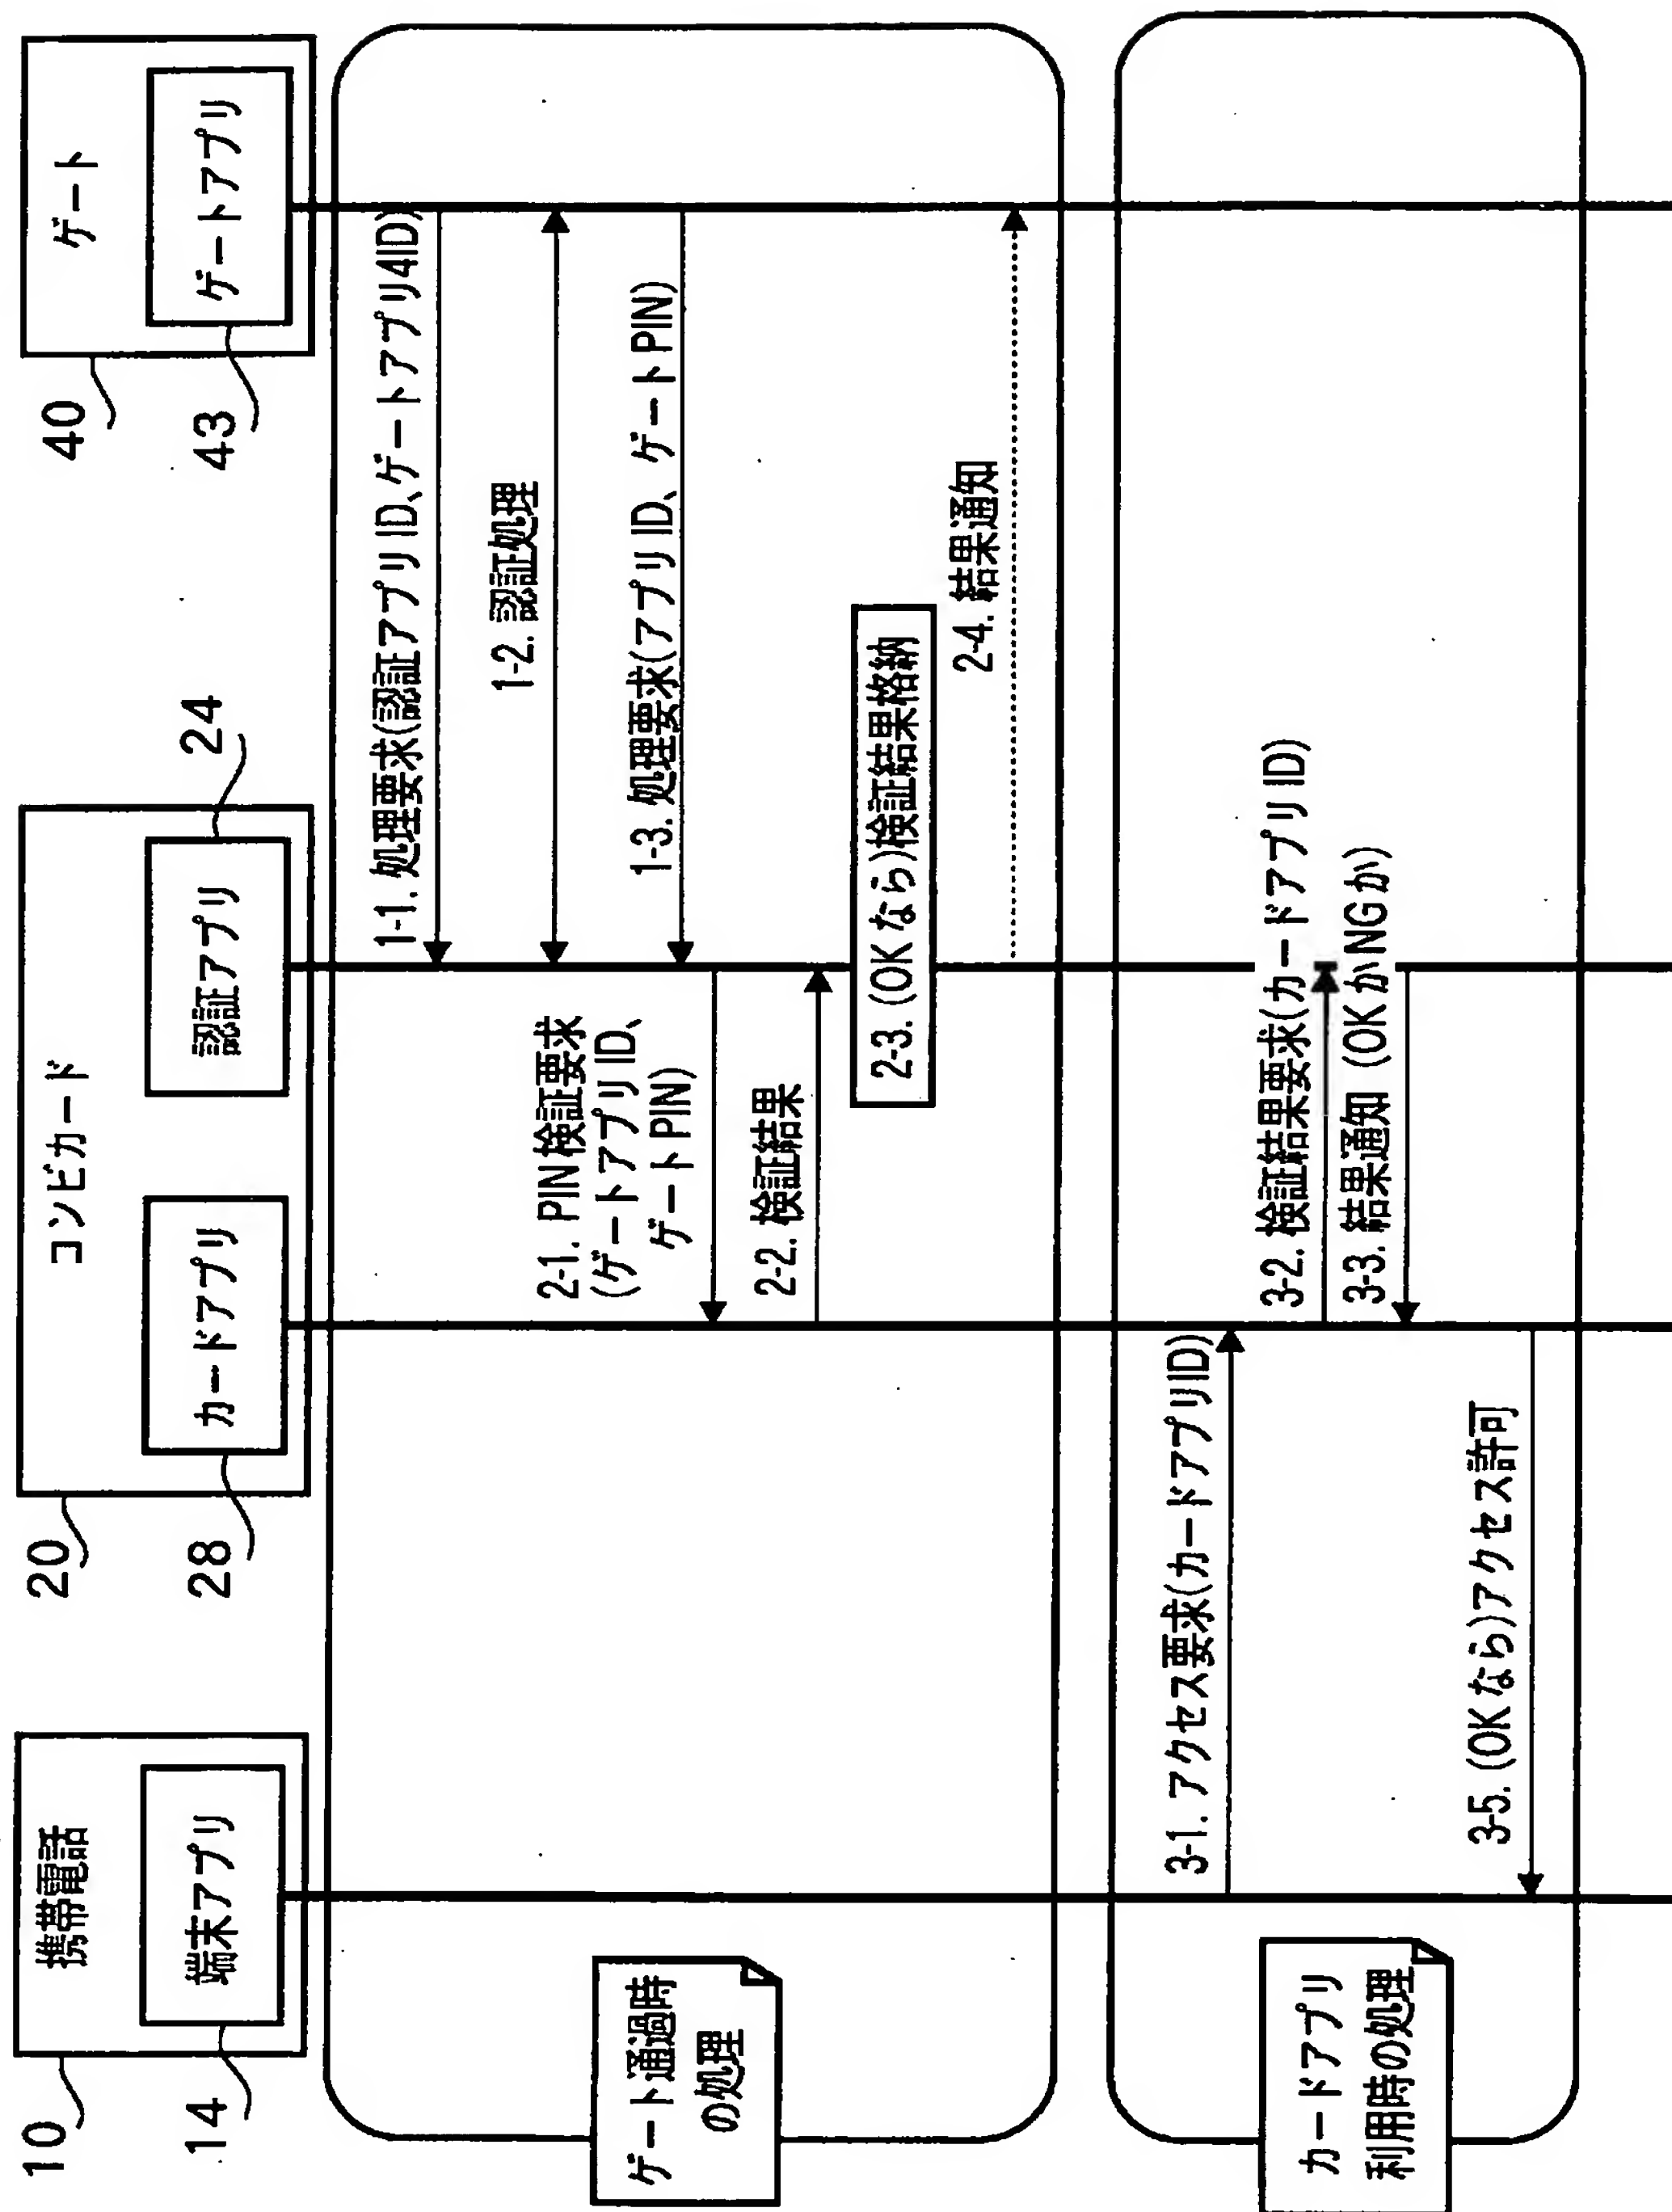 10
携帯電話
14
端末アプリ
20
コンビカード
28
カードアプリ
24
認証アプリ
40
ゲート
43
ゲートアプリ
ゲート通過時
の処理
1-1. 処理要求(認証アプリID、ゲートアプリ4ID)
1-2. 認証処理
1-3. 処理要求(アプリID、ゲートPIN)
2-1. PIN検証要求
(ゲートアプリID、
ゲートPIN)
2-2. 検証結果
2-3. (OKなら)検証結果格納
2-4. 結果通知
カードアプリ
利用時の処理
3-1. アクセス要求(カードアプリID)
3-2. 検証結果要求(カードアプリID)
3-3. 結果通知 (OKかNGか)
3-5. (OKなら)アクセス許可